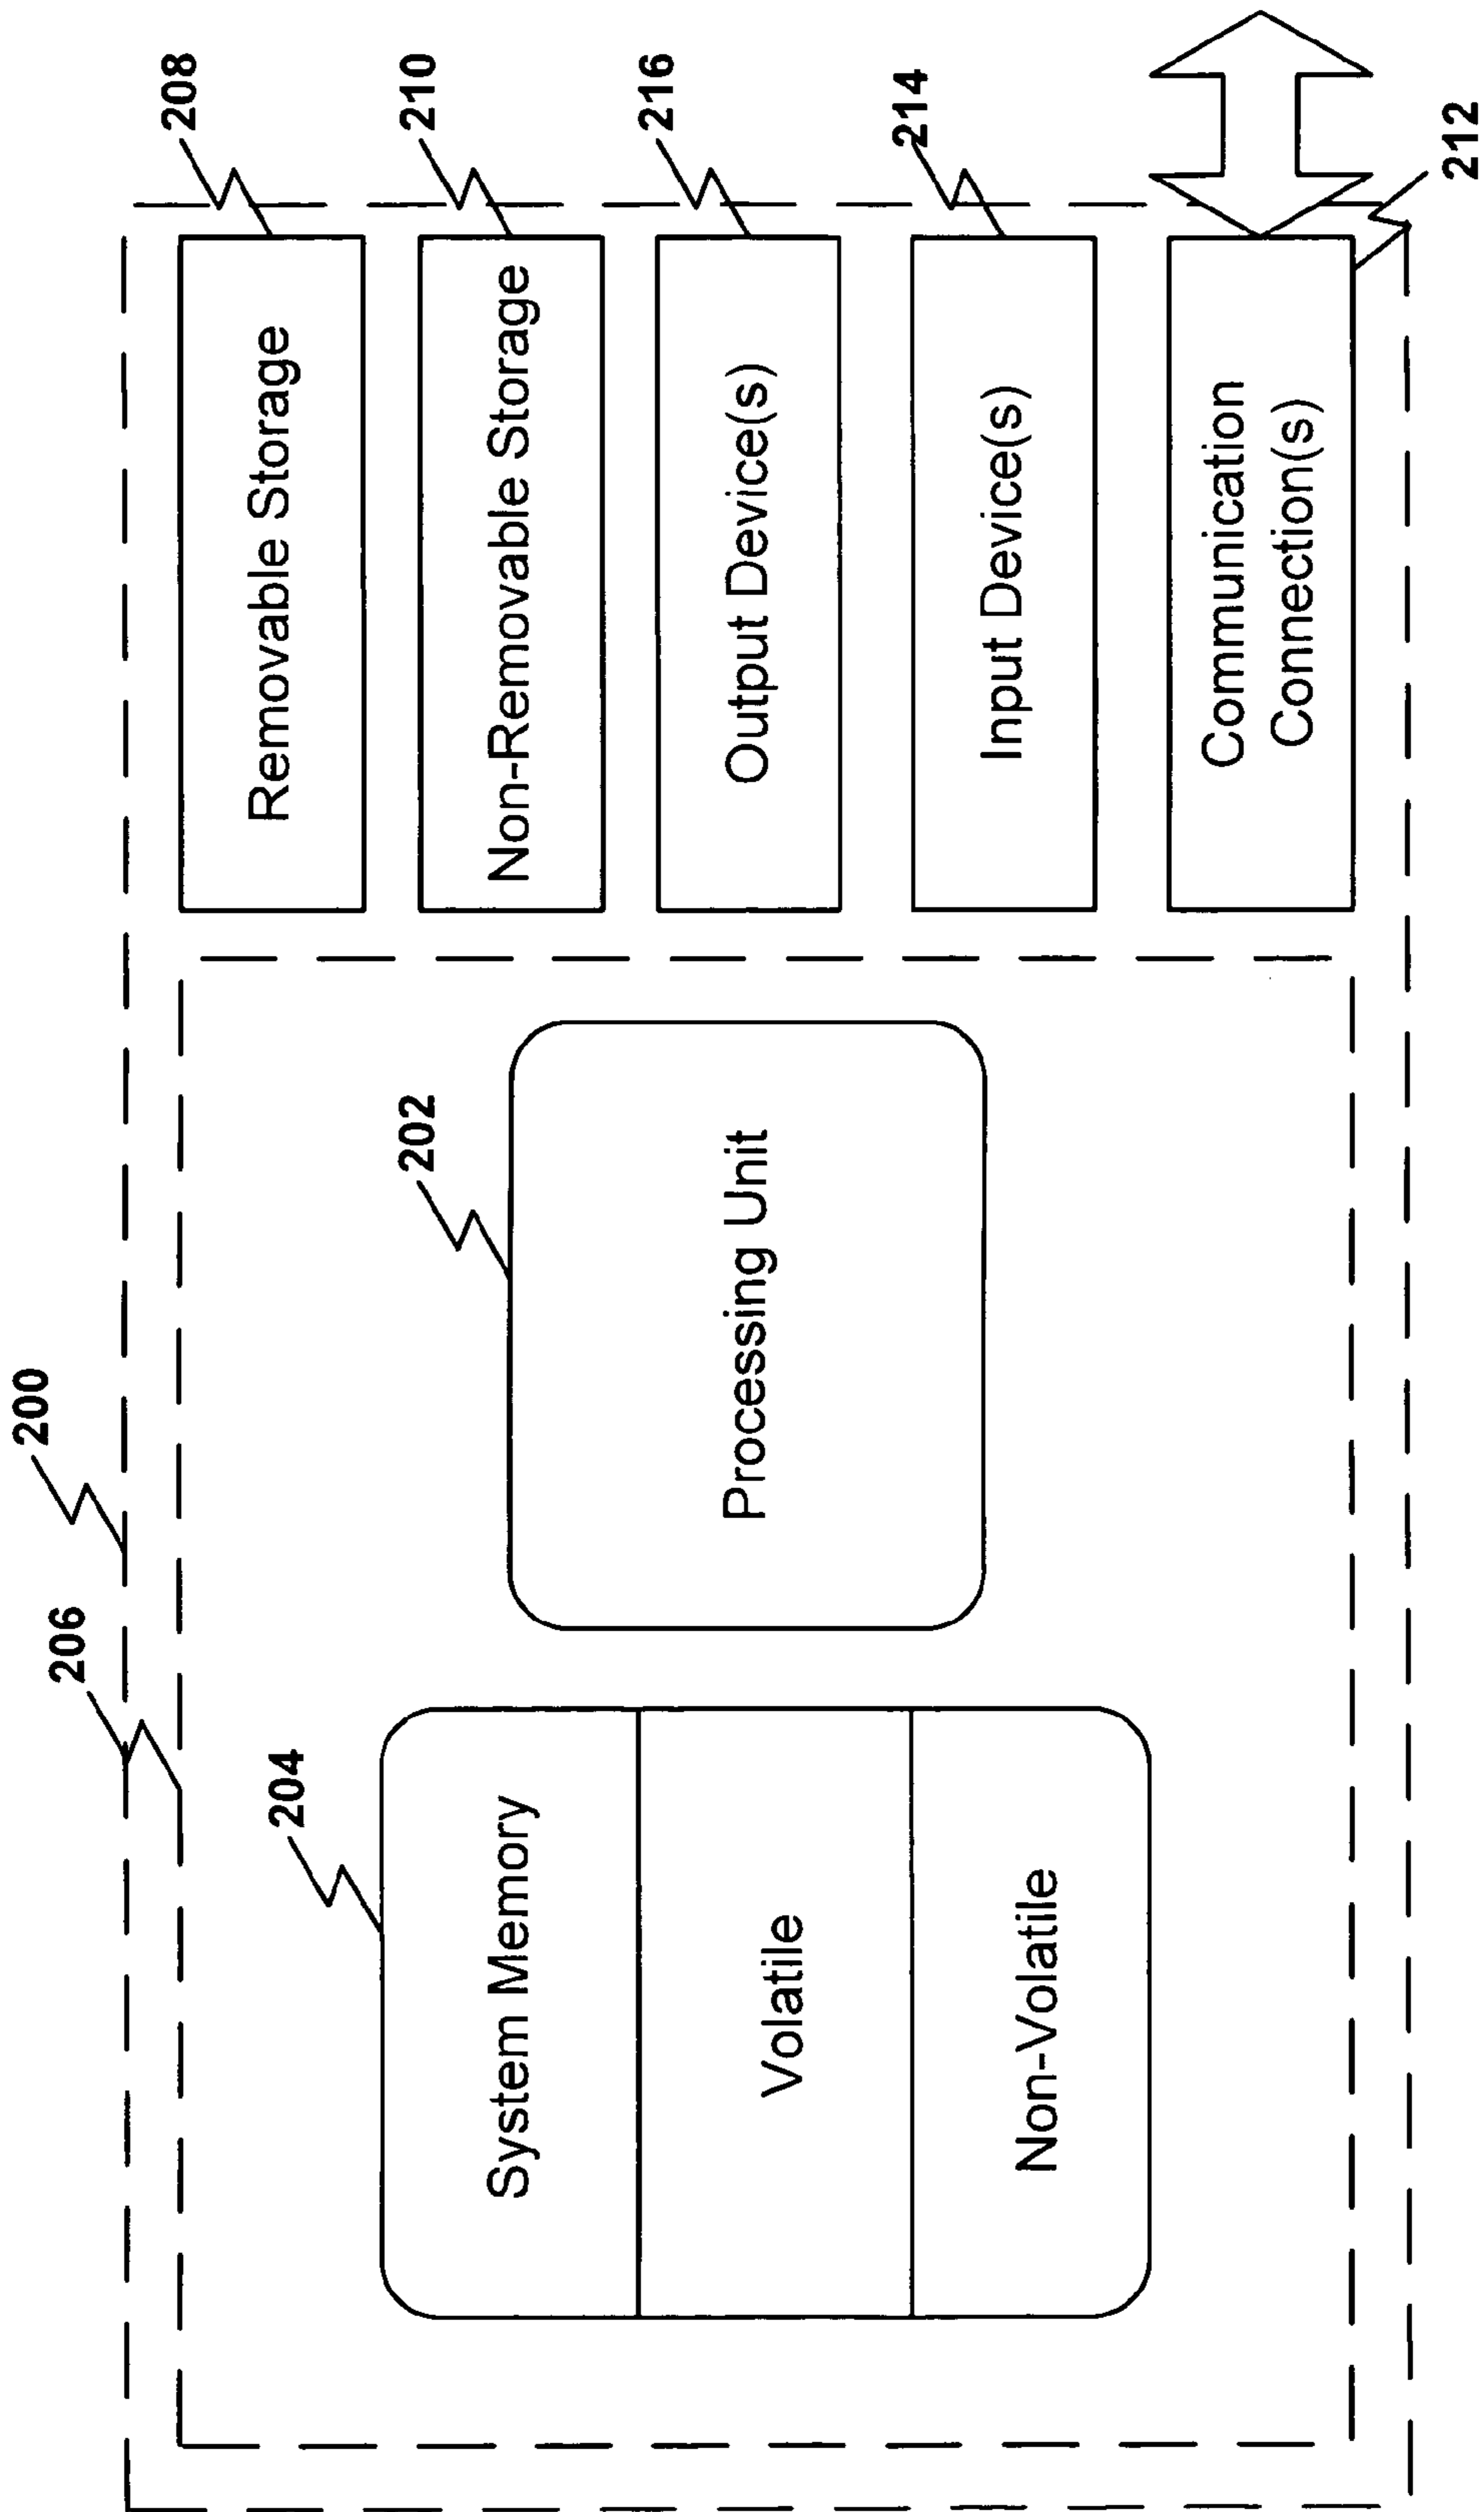 200
206
204
System Memory
Volatile
Non-Volatile
202
Processing Unit
208
Removable Storage
210
Non-Removable Storage
216
Output Device(s)
214
Input Device(s)
Communication
Connection(s)
212